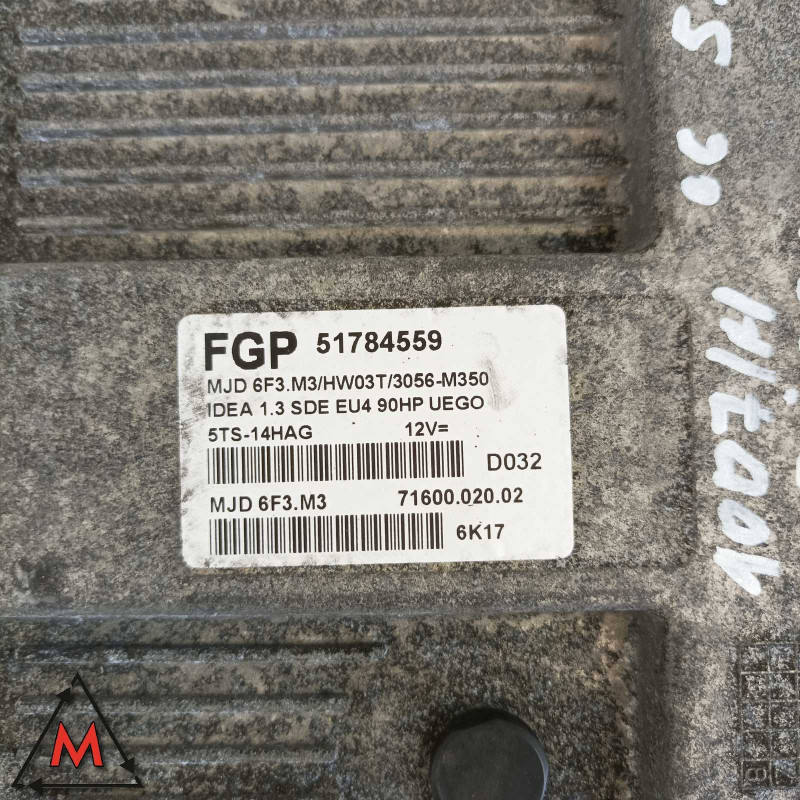 FGP 51784559
MJD 6F3.M3/HW03T/3056-M350
IDEA 1.3 SDE EU4 90HP UEGO
5TS-14HAG 12V=
D032
MJD 6F3.M3 71600.020.02
6K17
90
M